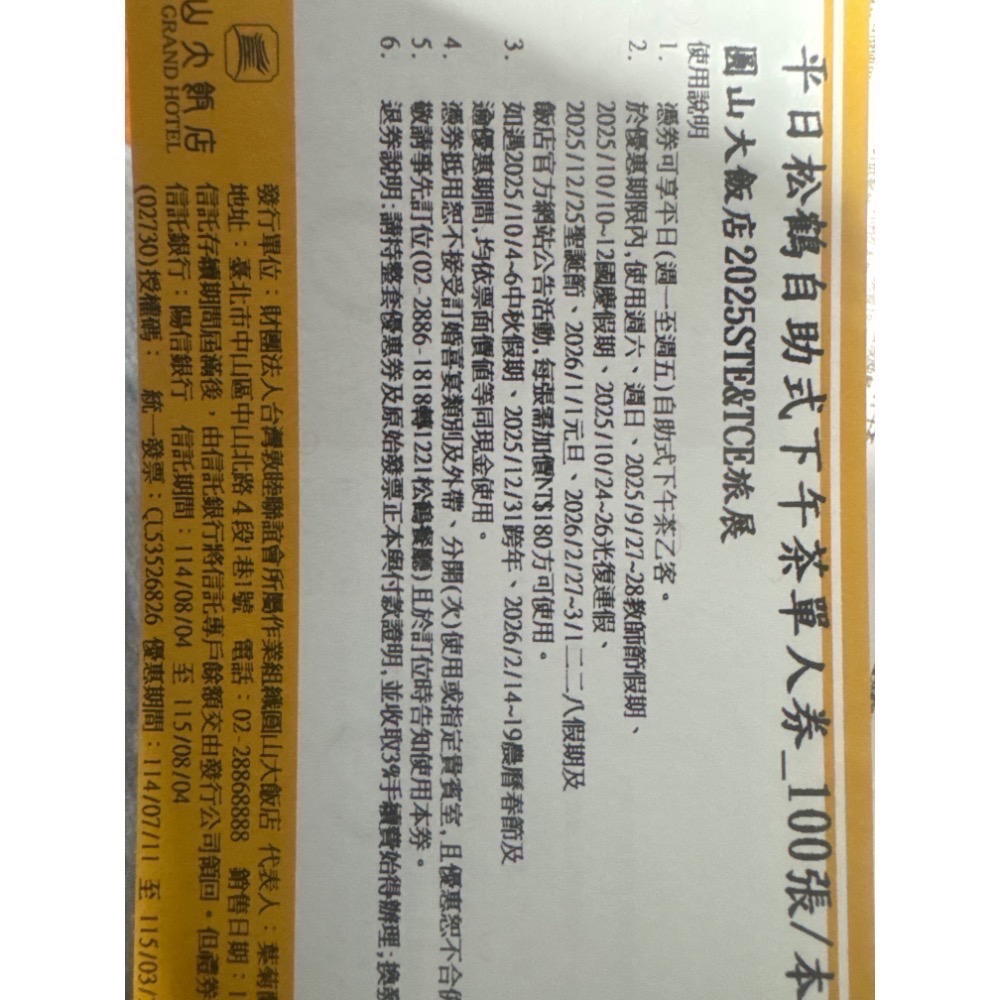 平日松鶴自助式下午茶單人券_100張/本
圓山大飯店2025STE&TCE旅展
使用說明
1. 憑券可享本日(週一至週五)自助式下午茶乙客。
2. 於優惠期限內,使用週六、週日、2025/9/27~28教師節假期、
2025/10/10~12國慶假期、2025/10/24~26光復連假、
2025/12/25聖誕節、2026/1/1元旦、2026/2/27~3/1二二八假期及
飯店官方網站公告活動,每張需加價NT$180方可使用。
3. 如遇2025/10/4~6中秋假期、2025/12/31跨年、2026/2/14~19農曆春節及
逾優惠期間,均依票面價值等同現金使用。
4. 憑券抵用恕不接受訂婚喜宴類別及外帶、分開(次)使用或指定貴賓室,且優惠恕不合併
5. 敬請事先訂位(02-2886-1818轉1221松鶴餐廳)且於訂位時告知使用本券。
6. 退券說明:請持整套優惠券及原始發票正本與付款證明,並收取3%手續費始得辦理;換發
山大飯店
GRAND HOTEL
發行單位:財團法人台灣敦睦聯誼會所屬作業組織圓山大飯店 代表人:葉菊蘭
地址:臺北市中山區中山北路4段1巷1號 電話:02-28868888 銷售日期:1
信託存續期間屆滿後,由信託銀行將信託專戶餘額交由發行公司領回。但禮券
信託銀行:陽信銀行 信託期間:114/08/04 至 115/08/04
(02730)授權碼: 統一發票:CL53526826 優惠期間:114/07/11 至 115/03/